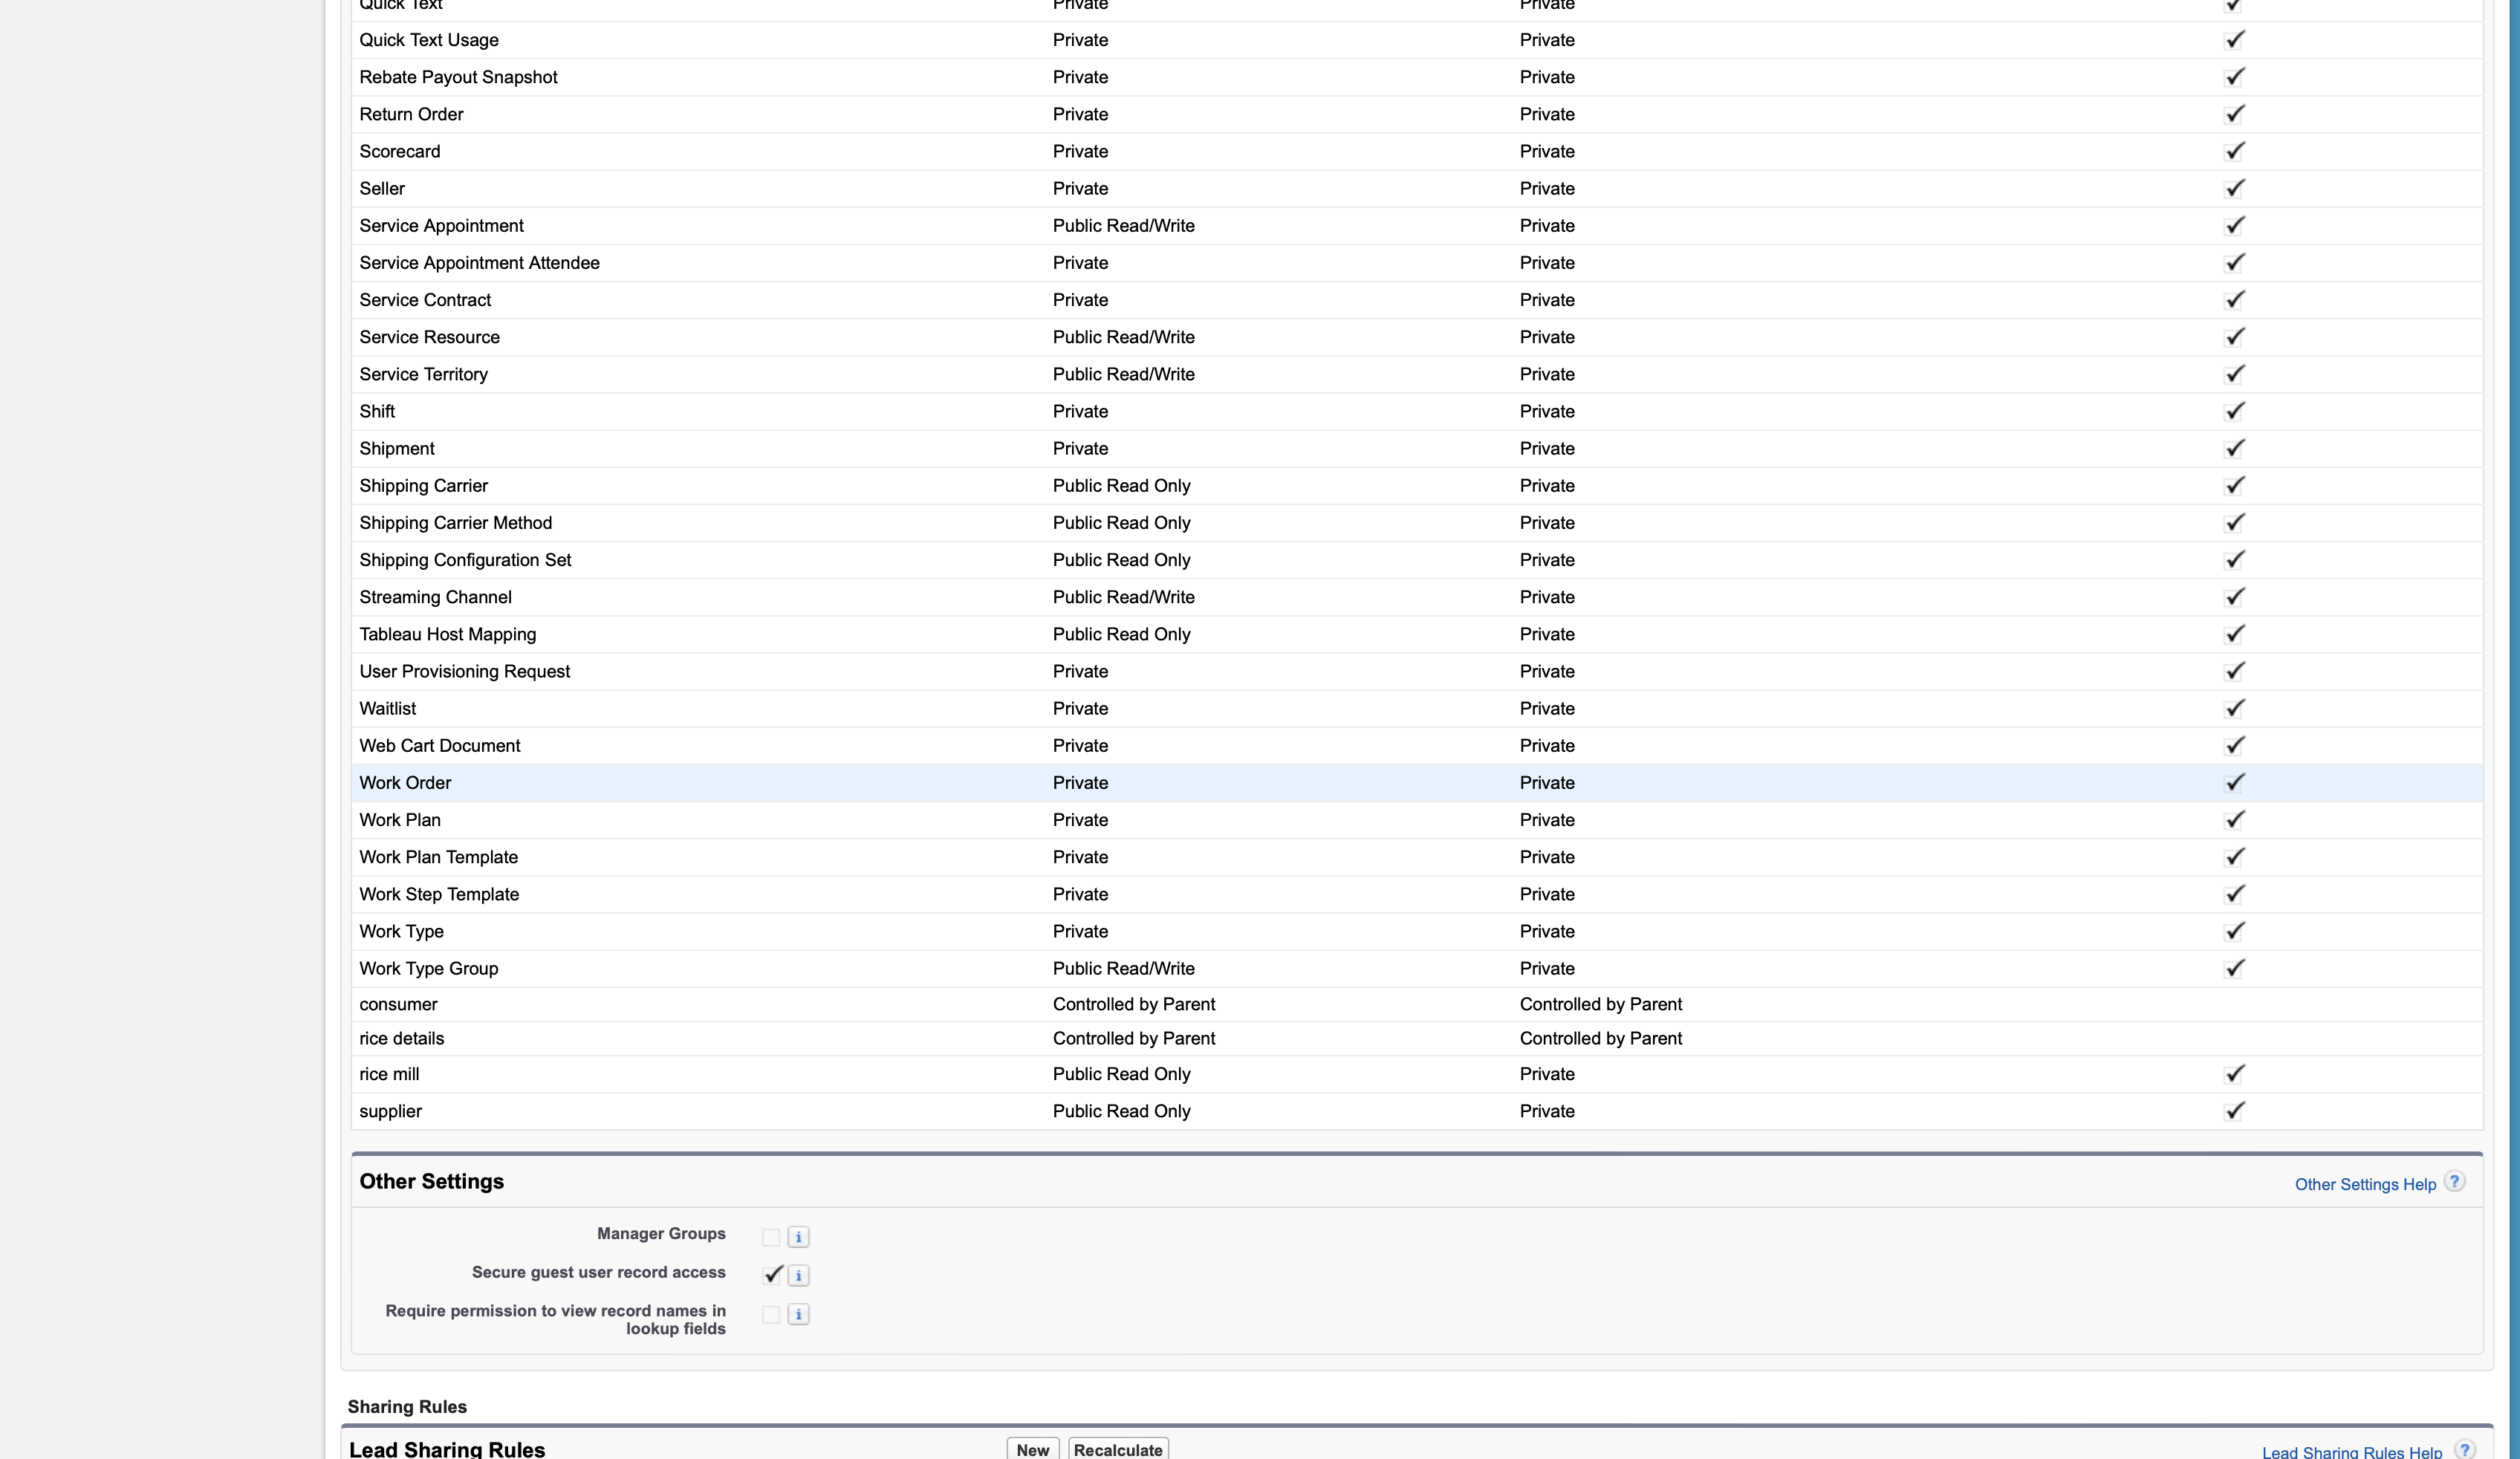 Quick Text Private Private
Quick Text Usage Private Private
Rebate Payout Snapshot Private Private
Return Order Private Private
Scorecard Private Private
Seller Private Private
Service Appointment Public Read/Write Private
Service Appointment Attendee Private Private
Service Contract Private Private
Service Resource Public Read/Write Private
Service Territory Public Read/Write Private
Shift Private Private
Shipment Private Private
Shipping Carrier Public Read Only Private
Shipping Carrier Method Public Read Only Private
Shipping Configuration Set Public Read Only Private
Streaming Channel Public Read/Write Private
Tableau Host Mapping Public Read Only Private
User Provisioning Request Private Private
Waitlist Private Private
Web Cart Document Private Private
Work Order Private Private
Work Plan Private Private
Work Plan Template Private Private
Work Step Template Private Private
Work Type Private Private
Work Type Group Public Read/Write Private
consumer Controlled by Parent Controlled by Parent
rice details Controlled by Parent Controlled by Parent
rice mill Public Read Only Private
supplier Public Read Only Private
Other Settings Other Settings Help ?
Manager Groups i
Secure guest user record access i
Require permission to view record names in
lookup fields i
Sharing Rules
Lead Sharing Rules New Recalculate Lead Sharing Rules Help ?